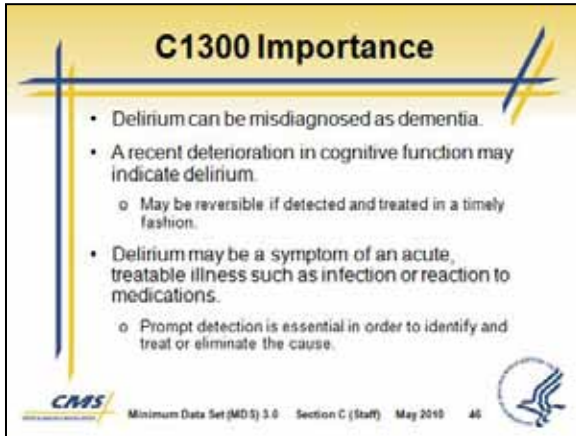 C1300 Importance
• Delirium can be misdiagnosed as dementia.
• A recent deterioration in cognitive function may
indicate delirium.
o May be reversible if detected and treated in a timely
fashion.
• Delirium may be a symptom of an acute,
treatable illness such as infection or reaction to
medications.
o Prompt detection is essential in order to identify and
treat or eliminate the cause.
CMS
Minimum Data Set (MDS) 3.0 Section C (Staff) May 2010 46